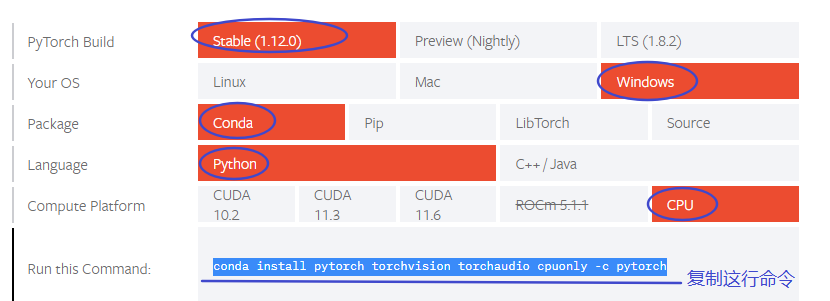 PyTorch Build Stable (1.12.0) Preview (Nightly) LTS (1.8.2)
Your OS Linux Mac Windows
Package Conda Pip LibTorch Source
Language Python C++ / Java
Compute Platform CUDA 10.2 CUDA 11.3 CUDA 11.6 ROCm 5.1.1 CPU
Run this Command: conda install pytorch torchvision torchaudio cpuonly -c pytorch
复制这行命令